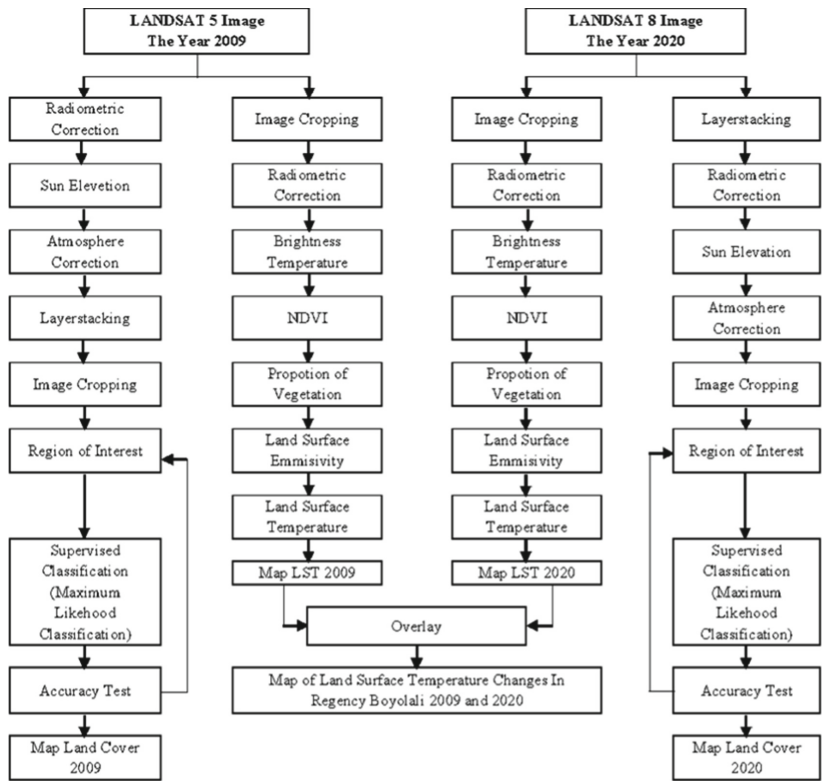 LANDSAT 5 Image
The Year 2009
LANDSAT 8 Image
The Year 2020
Radiometric
Correction
Sun Elevetion
Atmosphere
Correction
Layerstacking
Image Cropping
Region of Interest
Supervised
Classification
(Maximum
Likehood
Classification)
Accuracy Test
Map Land Cover
2009
Image Cropping
Radiometric
Correction
Brightness
Temperature
NDVI
Propotion of
Vegetation
Land Surface
Emmisivity
Land Surface
Temperature
Map LST 2009
Image Cropping
Radiometric
Correction
Brightness
Temperature
NDVI
Propotion of
Vegetation
Land Surface
Emmisivity
Land Surface
Temperature
Map LST 2020
Overlay
Map of Land Surface Temperature Changes In
Regency Boyolali 2009 and 2020
Layerstacking
Radiometric
Correction
Sun Elevation
Atmosphere
Correction
Image Cropping
Region of Interest
Supervised
Classification
(Maximum
Likehood
Classification)
Accuracy Test
Map Land Cover
2020